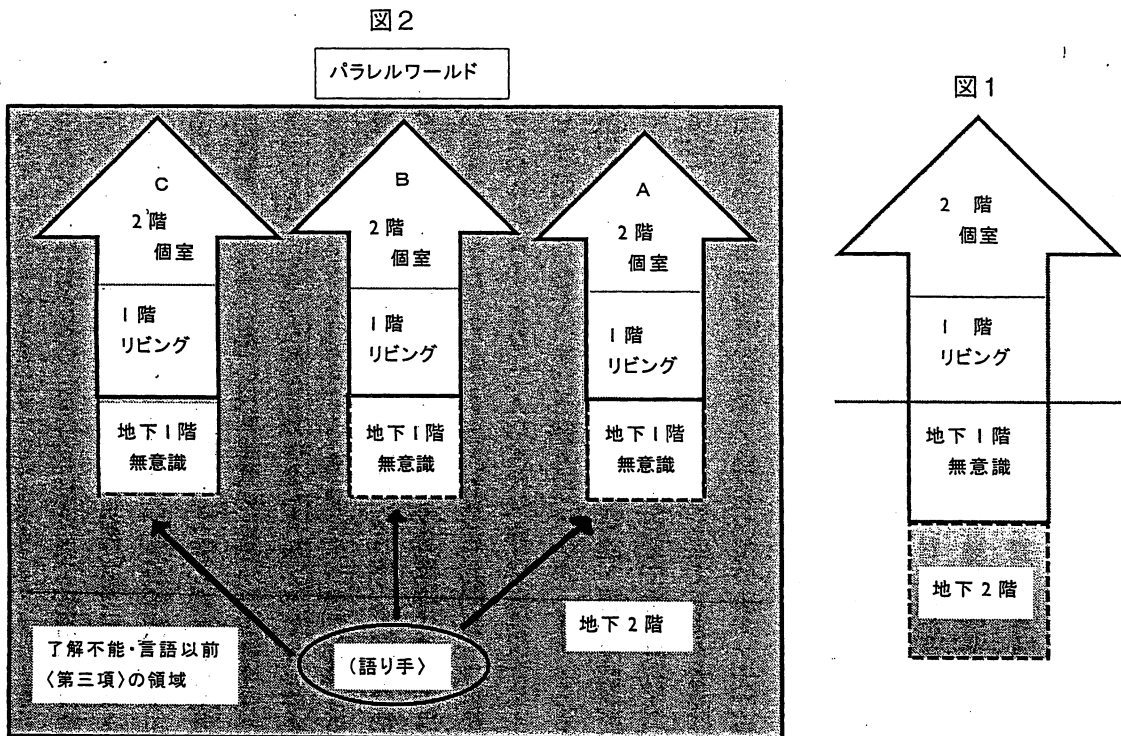 図2
パラレルワールド
C
2階
個室
1階
リビング
地下1階
無意識
B
2階
個室
1階
リビング
地下1階
無意識
A
2階
個室
1階
リビング
地下1階
無意識
了解不能・言語以前
〈第三項〉の領域
〈語り手〉
地下2階
図1
2 階
個室
1 階
リビング
地下1階
無意識
地下2階